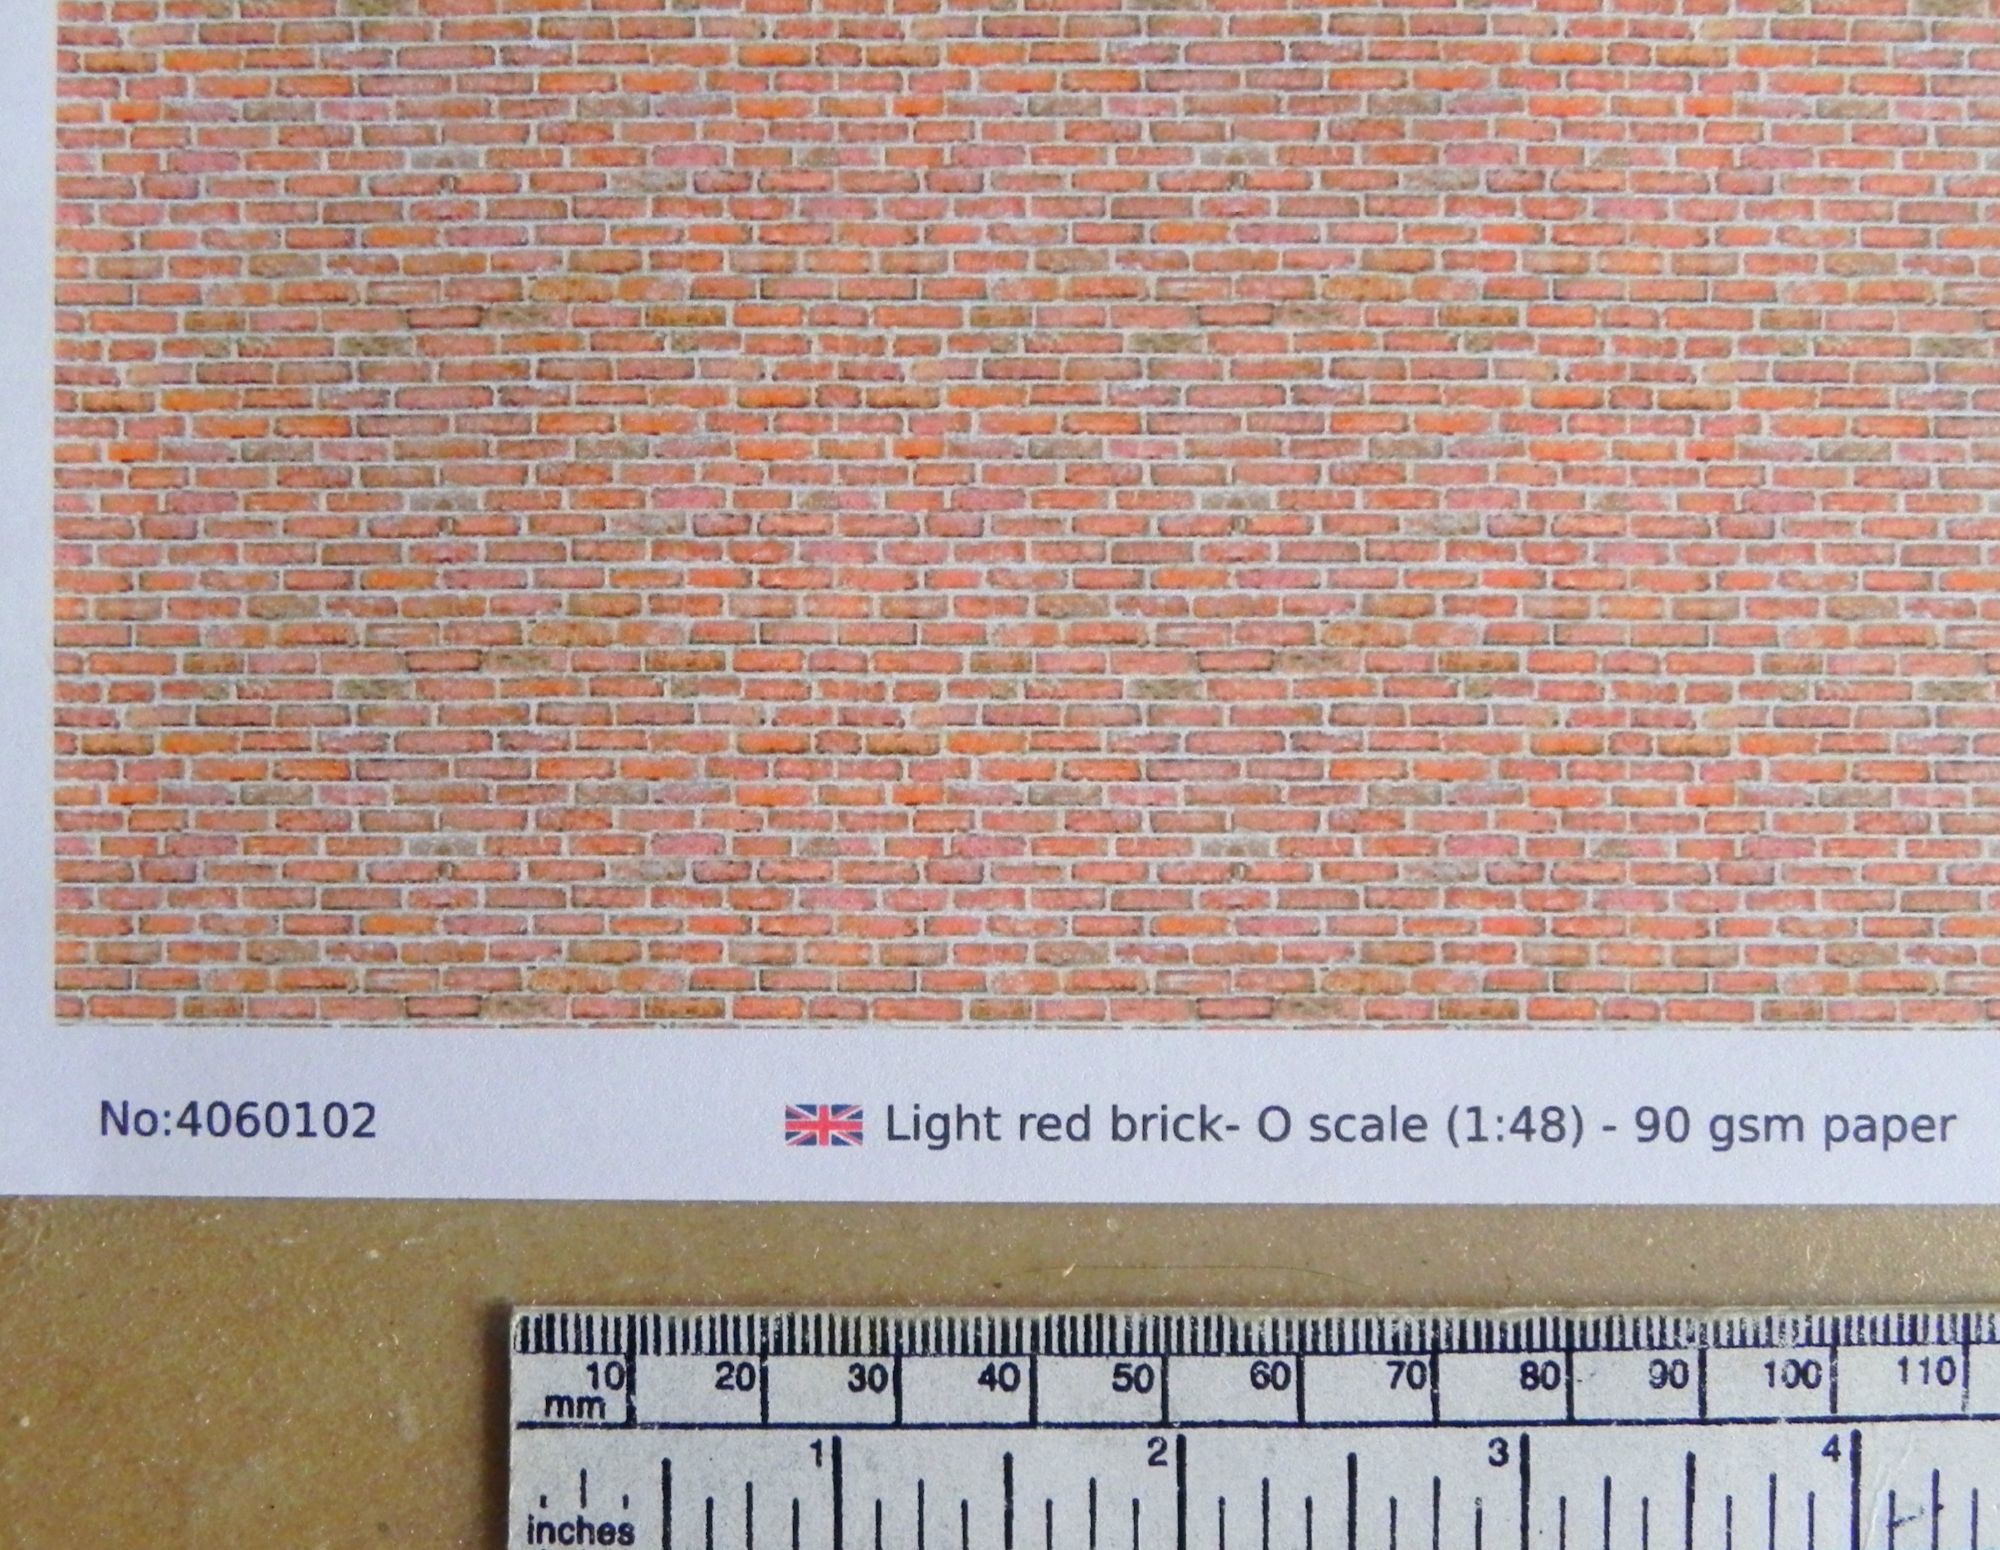 No:4060102
Light red brick- O scale (1:48) - 90 gsm paper
10 20 30 40 50 60 70 80 90 100 110
mm
1 2 3 4
inches